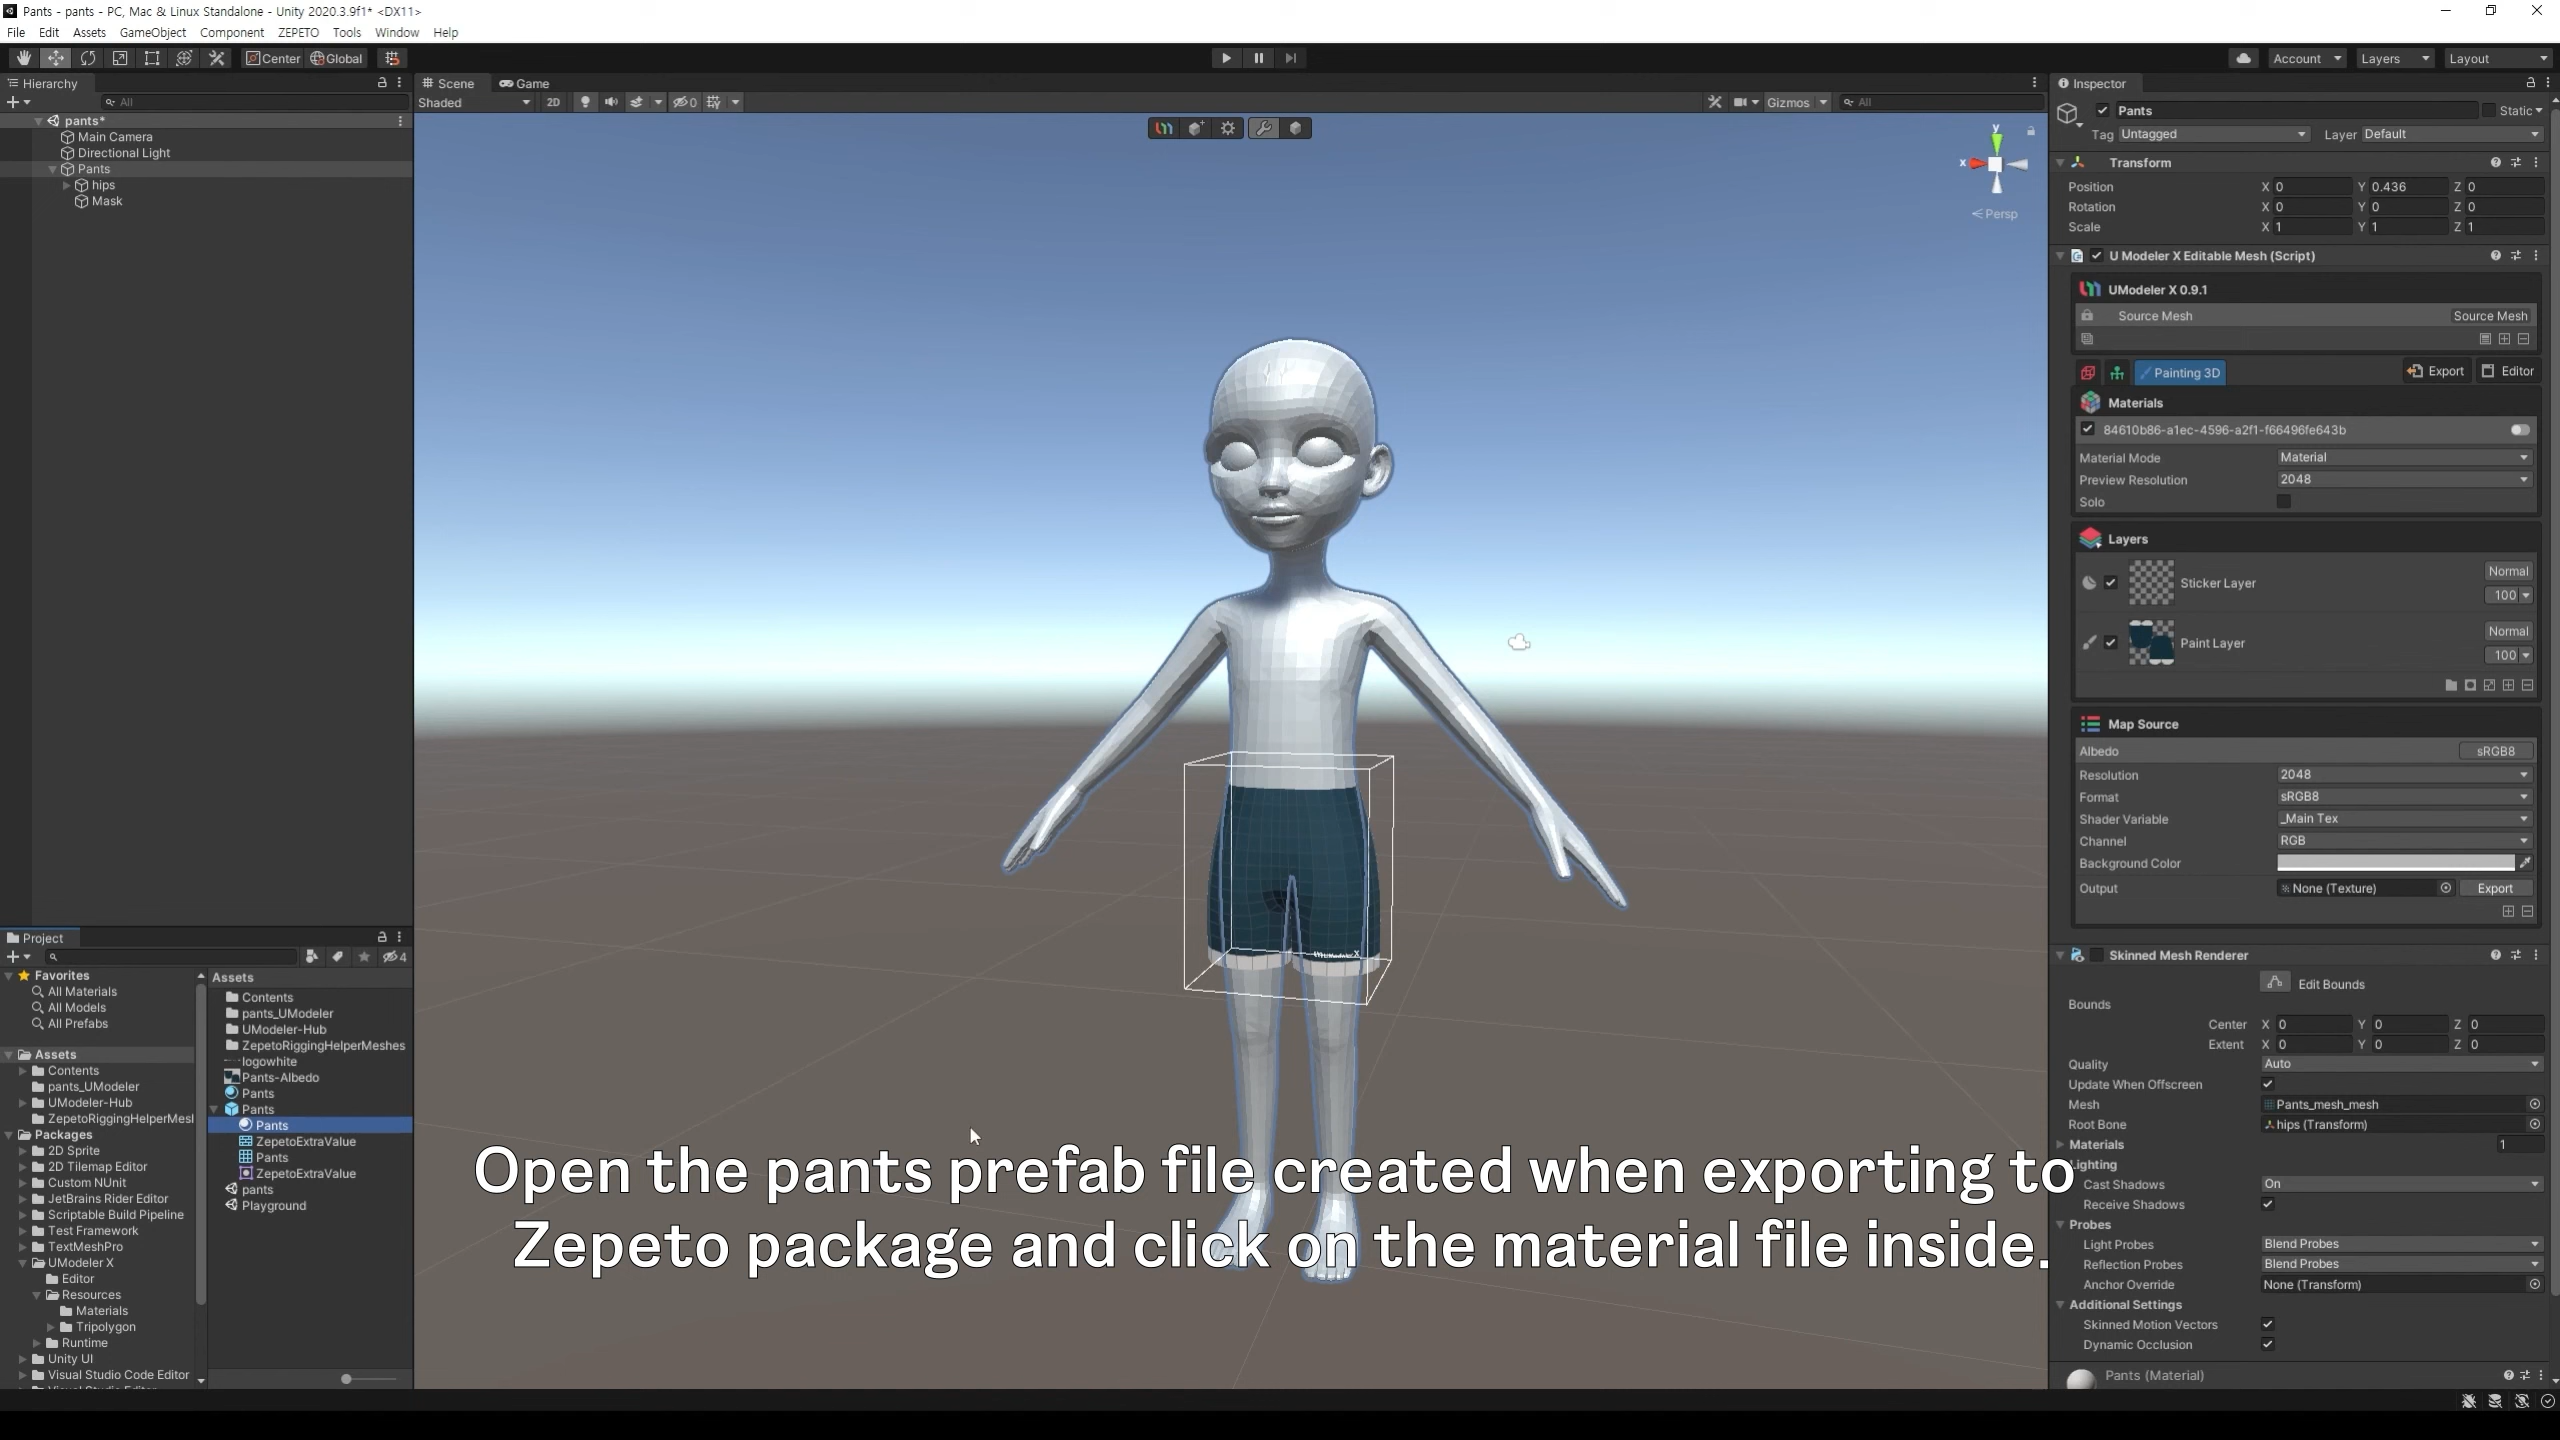 Pants - pants - PC, Mac & Linux Standalone - Unity 2020.3.9f1* <DX11>
File Edit Assets GameObject Component ZEPETO Tools Window Help
Center Global Account Layers Layout
Hierarchy
All
pants*
Main Camera
Directional Light
Pants
hips
Mask
Scene Game
Shaded 2D 0 Gizmos All
y
x
Persp
Open the pants prefab file created when exporting to
Zepeto package and click on the material file inside.
Project
4
Favorites
All Materials
All Models
All Prefabs
Assets
Contents
pants_UModeler
UModeler-Hub
ZepetoRiggingHelperMesl
Packages
2D Sprite
2D Tilemap Editor
Custom NUnit
JetBrains Rider Editor
Scriptable Build Pipeline
Test Framework
TextMeshPro
UModeler X
Editor
Resources
Materials
Tripolygon
Runtime
Unity UI
Visual Studio Code Editor
Assets
Contents
pants_UModeler
UModeler-Hub
ZepetoRiggingHelperMeshes
logowhite
Pants-Albedo
Pants
Pants
Pants
ZepetoExtraValue
Pants
ZepetoExtraValue
pants
Playground
Inspector
Pants Static
Tag Untagged Layer Default
Transform
Position X 0 Y 0.436 Z 0
Rotation X 0 Y 0 Z 0
Scale X 1 Y 1 Z 1
U Modeler X Editable Mesh (Script)
UModeler X 0.9.1
Source Mesh Source Mesh
Painting 3D Export Editor
Materials
84610b86-a1ec-4596-a2f1-f66496fe643b
Material Mode Material
Preview Resolution 2048
Solo
Layers
Sticker Layer Normal
100
Paint Layer Normal
100
Map Source
Albedo sRGB8
Resolution 2048
Format sRGB8
Shader Variable _Main Tex
Channel RGB
Background Color
Output None (Texture) Export
Skinned Mesh Renderer
Edit Bounds
Bounds
Center X 0 Y 0 Z 0
Extent X 0 Y 0 Z 0
Quality Auto
Update When Offscreen
Mesh Pants_mesh_mesh
Root Bone hips (Transform)
Materials 1
Lighting
Cast Shadows On
Receive Shadows
Probes
Light Probes Blend Probes
Reflection Probes Blend Probes
Anchor Override None (Transform)
Additional Settings
Skinned Motion Vectors
Dynamic Occlusion
Pants (Material)